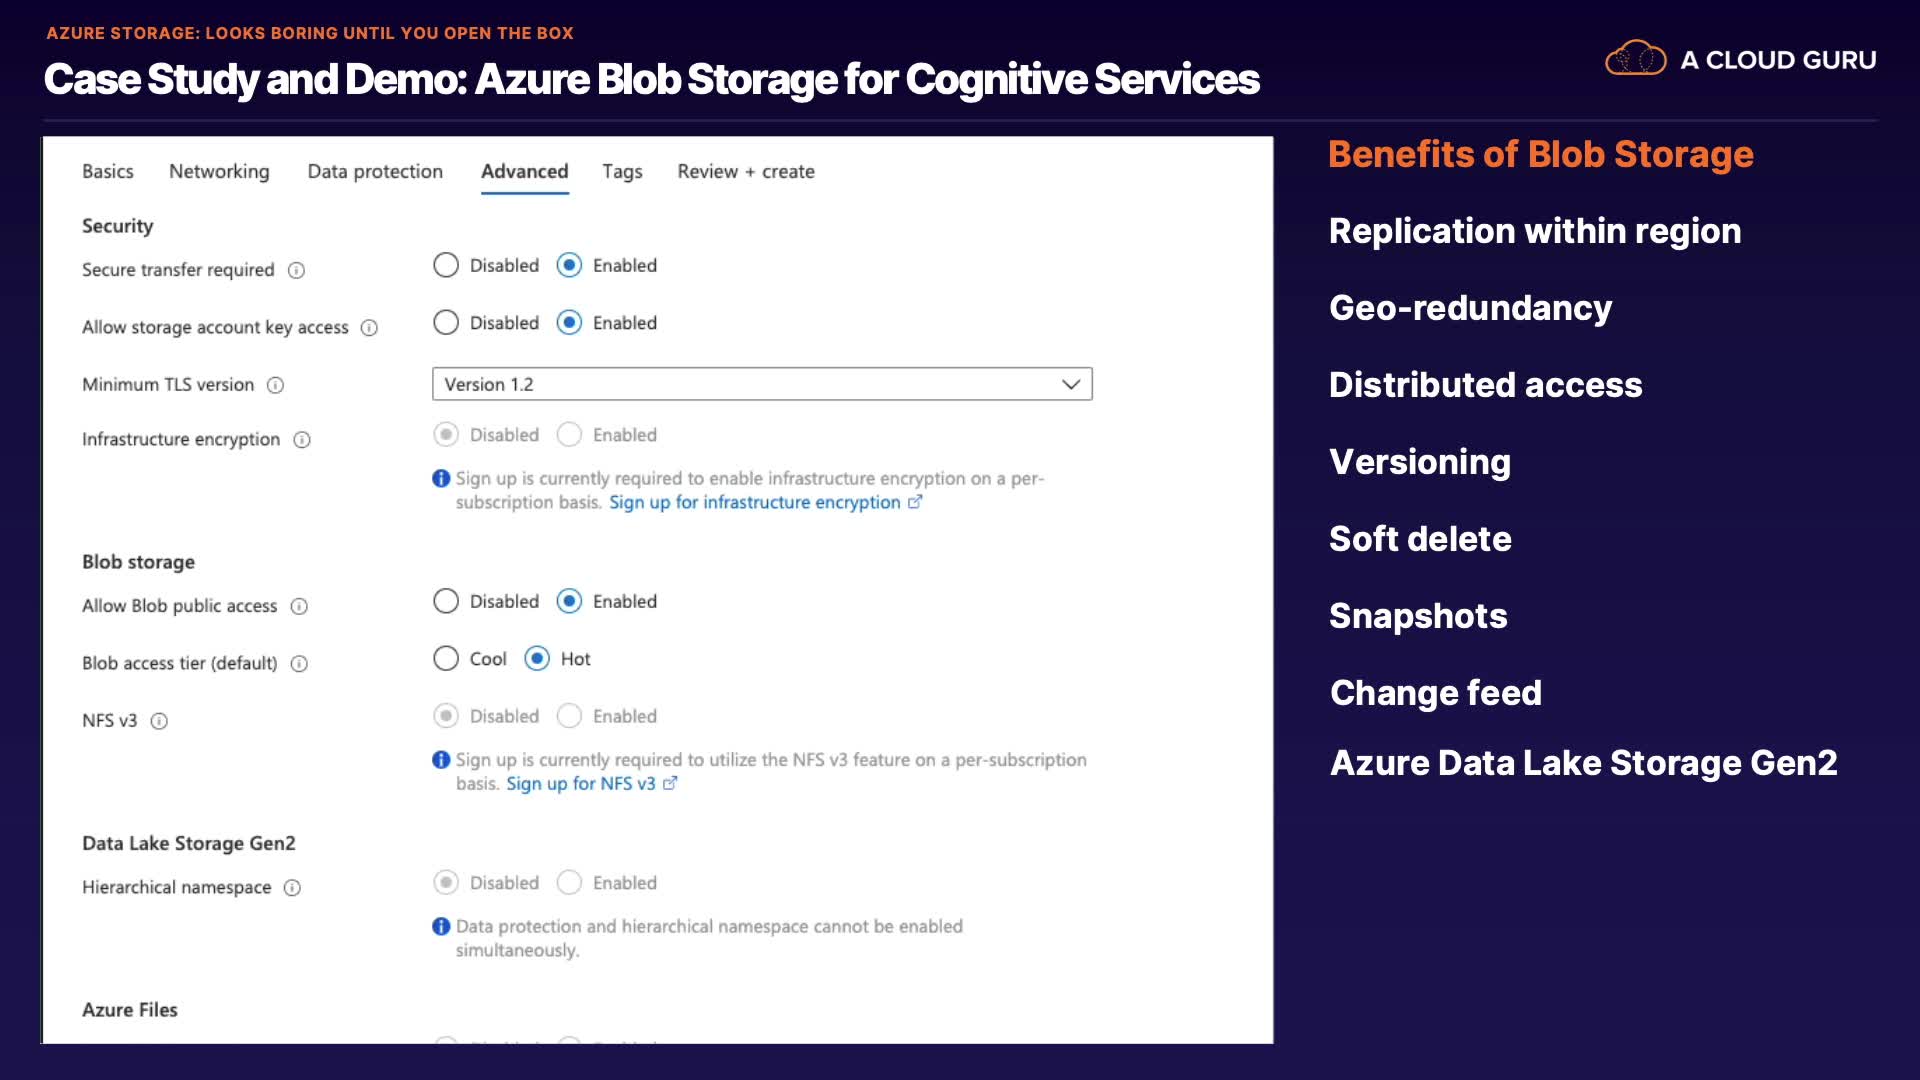 AZURE STORAGE: LOOKS BORING UNTIL YOU OPEN THE BOX
Case Study and Demo: Azure Blob Storage for Cognitive Services
A CLOUD GURU
Basics Networking Data protection Advanced Tags Review + create
Security
Secure transfer required Disabled Enabled
Allow storage account key access Disabled Enabled
Minimum TLS version Version 1.2
Infrastructure encryption Disabled Enabled
Sign up is currently required to enable infrastructure encryption on a per-
subscription basis. Sign up for infrastructure encryption
Blob storage
Allow Blob public access Disabled Enabled
Blob access tier (default) Cool Hot
NFS v3 Disabled Enabled
Sign up is currently required to utilize the NFS v3 feature on a per-subscription
basis. Sign up for NFS v3
Data Lake Storage Gen2
Hierarchical namespace Disabled Enabled
Data protection and hierarchical namespace cannot be enabled
simultaneously.
Azure Files
Benefits of Blob Storage
Replication within region
Geo-redundancy
Distributed access
Versioning
Soft delete
Snapshots
Change feed
Azure Data Lake Storage Gen2